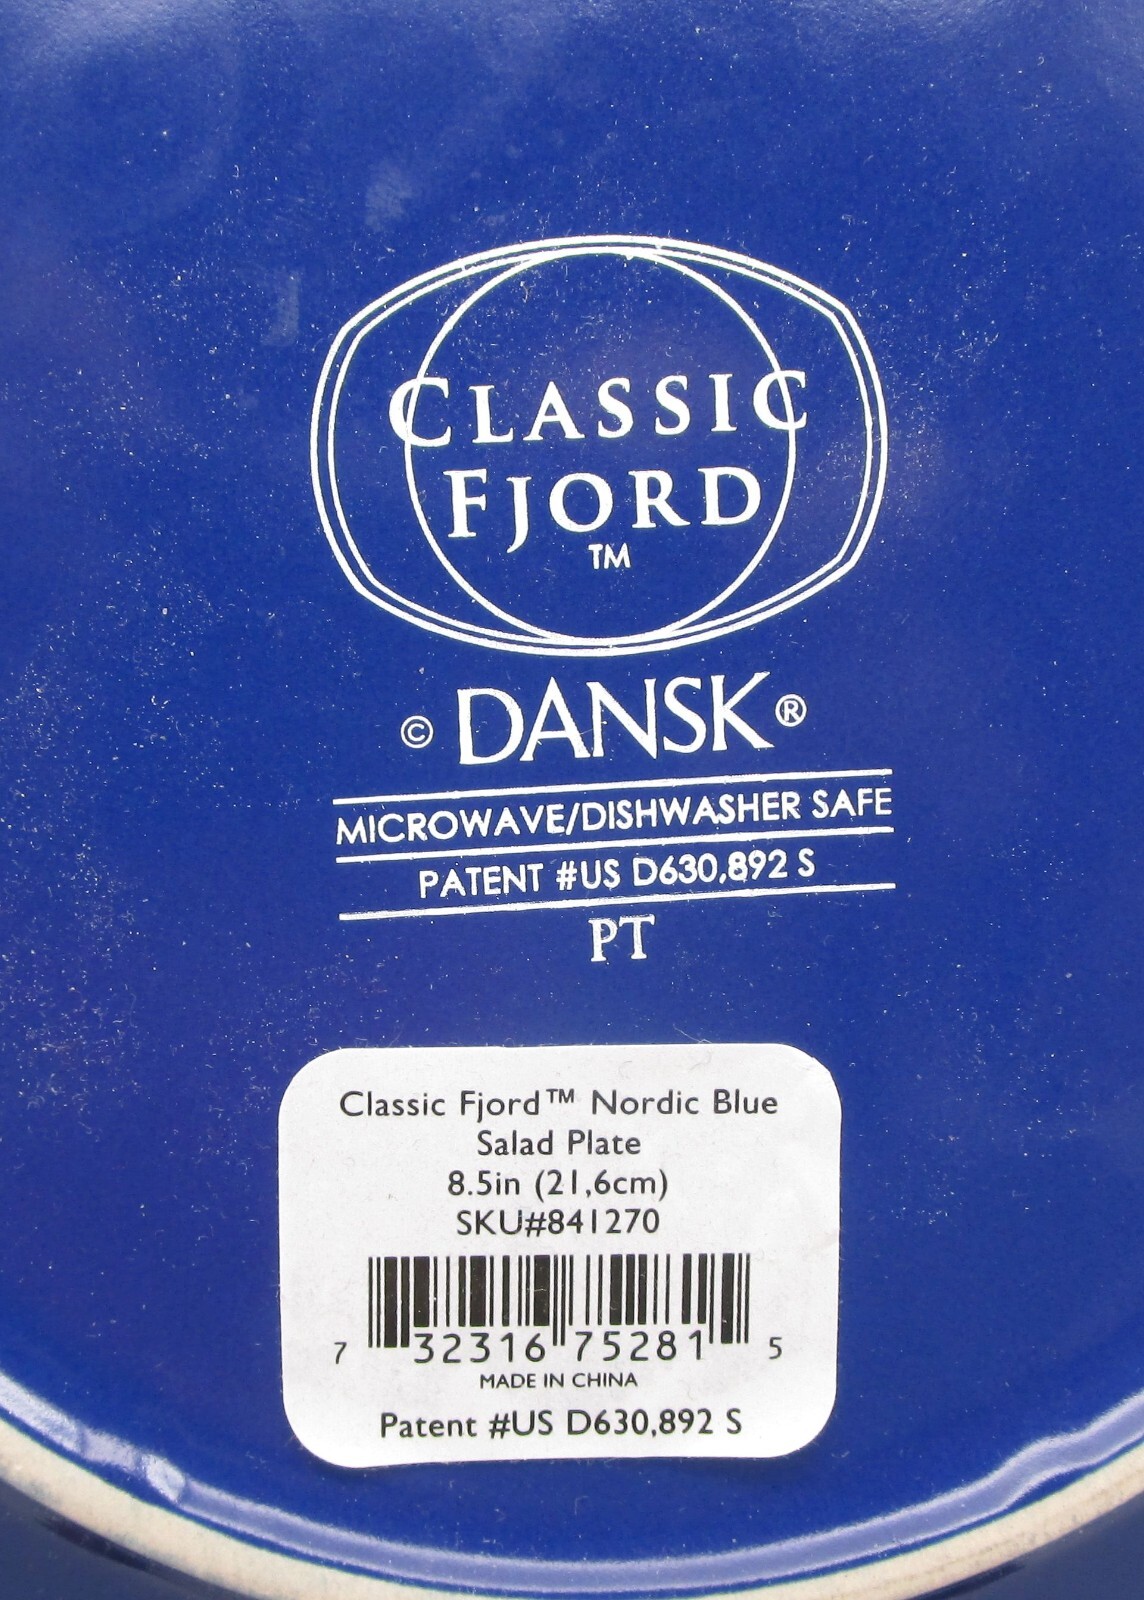 CLASSIC
FJORD
TM
© DANSK®
MICROWAVE/DISHWASHER SAFE
PATENT #US D630,892 S
PT
Classic Fjord™ Nordic Blue
Salad Plate
8.5in (21,6cm)
SKU#841270
7 32316 75281 5
MADE IN CHINA
Patent #US D630,892 S